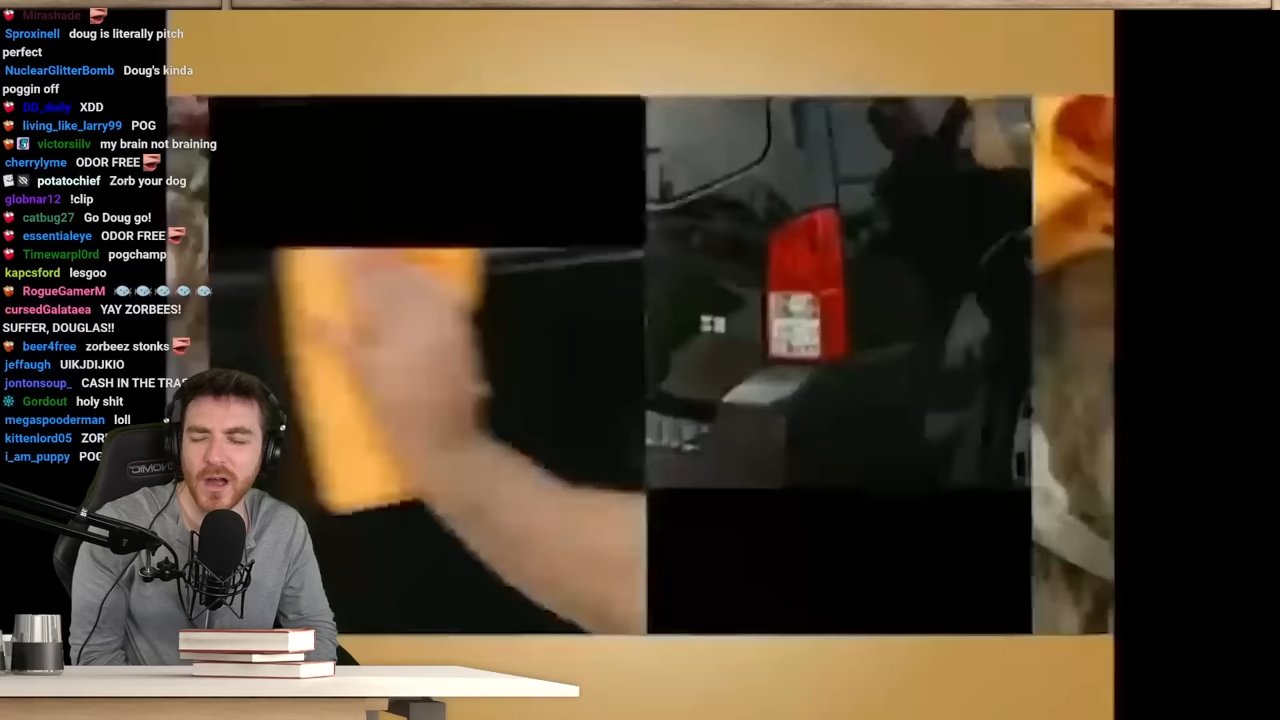 Mirashade
Sproxinell doug is literally pitch
perfect
NuclearGlitterBomb Doug's kinda
poggin off
DD_daily XDD
living_like_larry99 POG
victorsiilv my brain not braining
cherrylyme ODOR FREE
potatochief Zorb your dog
globnar12 !clip
catbug27 Go Doug go!
essentialeye ODOR FREE
Timewarpl0rd pogchamp
kapcsford lesgoo
RogueGamerM
cursedGalataea YAY ZORBEES!
SUFFER, DOUGLAS!!
beer4free zorbeez stonks
jeffaugh UIKJDIJKIO
jontonsoup_ CASH IN THE TRAS
Gordout holy shit
megaspooderman loll
kittenlord05 ZOR
i_am_puppy POG